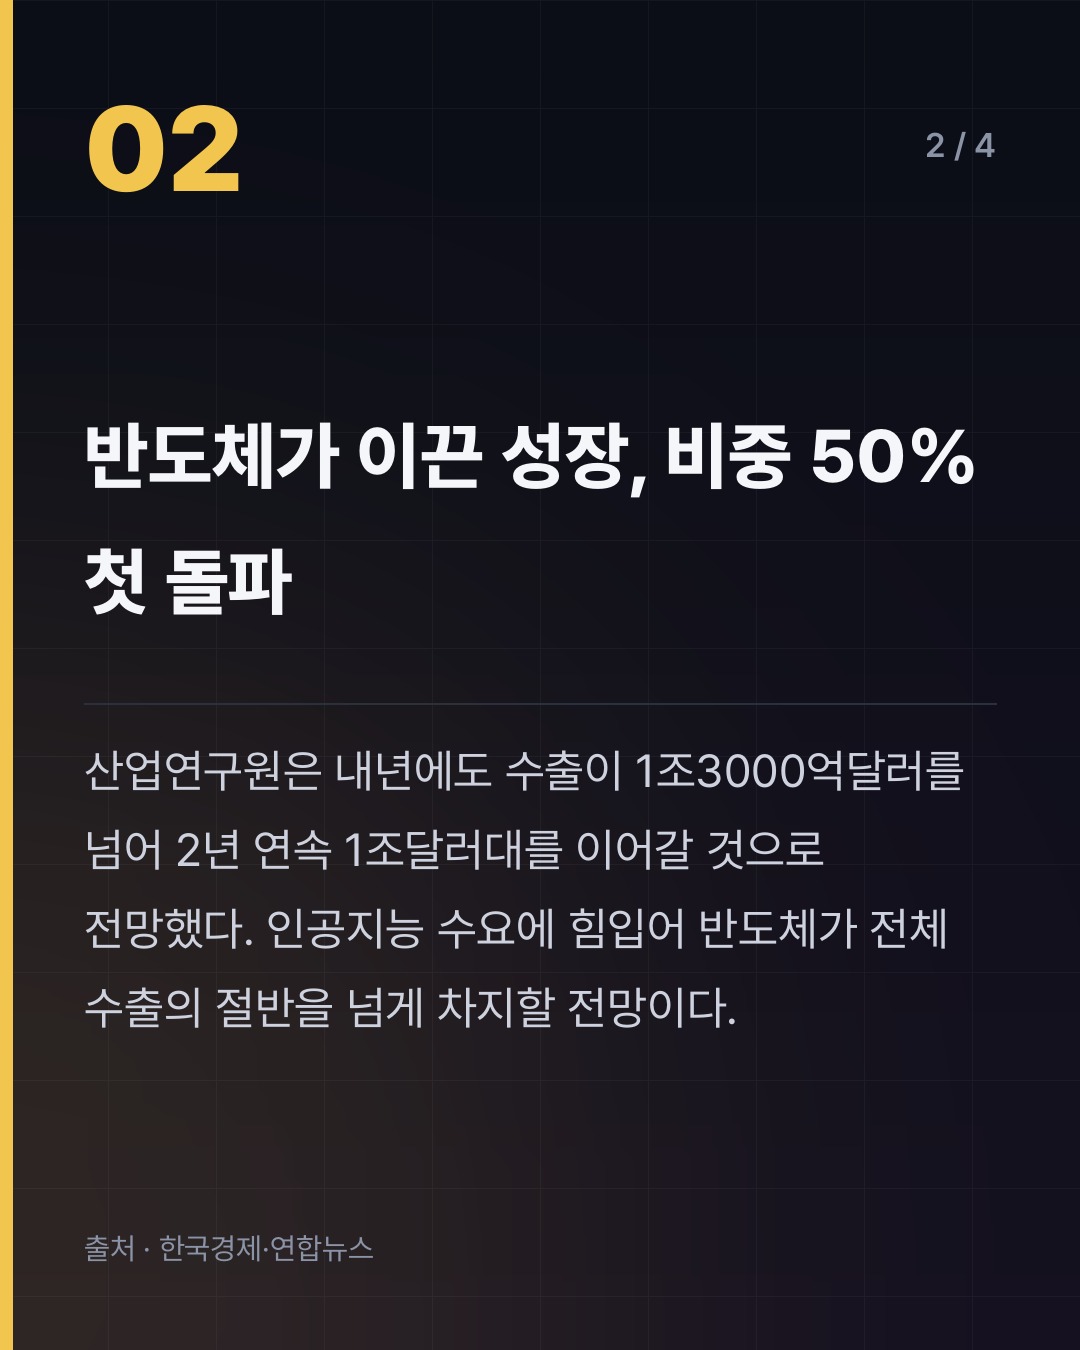 02
2 / 4
반도체가 이끈 성장, 비중 50%
첫 돌파
산업연구원은 내년에도 수출이 1조3000억달러를
넘어 2년 연속 1조달러대를 이어갈 것으로
전망했다. 인공지능 수요에 힘입어 반도체가 전체
수출의 절반을 넘게 차지할 전망이다.
출처 · 한국경제·연합뉴스